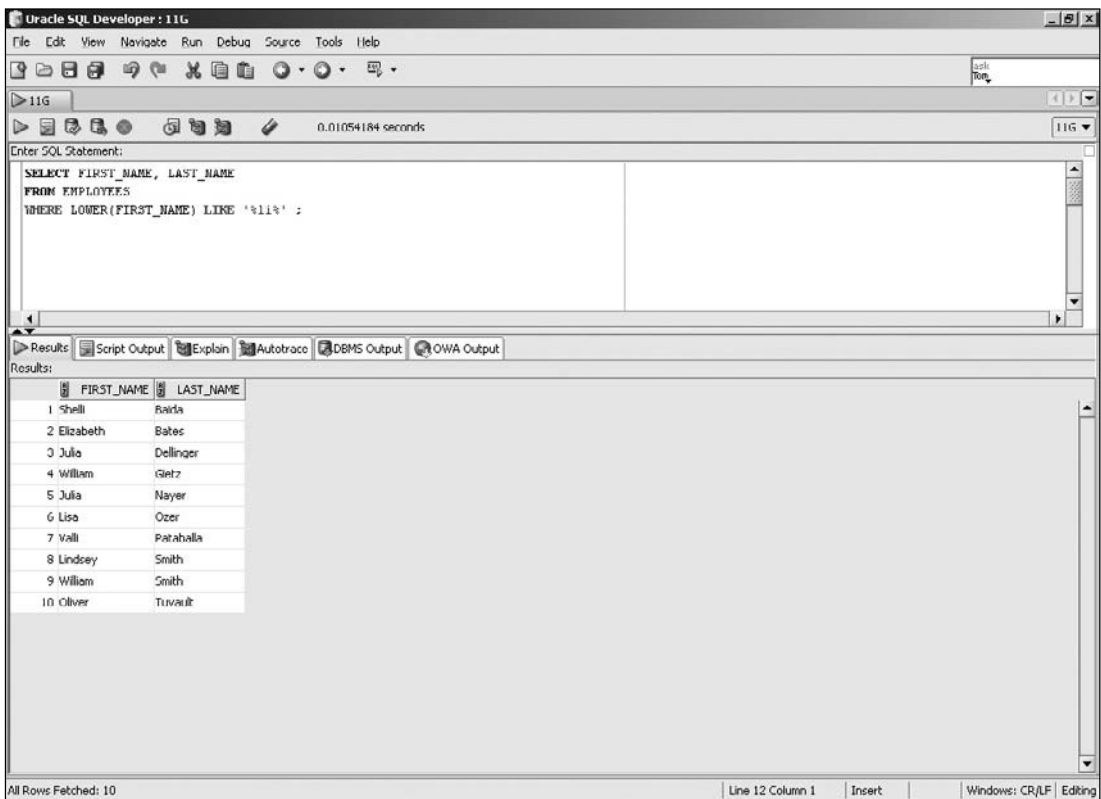 Oracle SQL Developer : 11G
File Edit View Navigate Run Debug Source Tools Help
ask
Tom
11G
0.01054184 seconds
11G
Enter SQL Statement:
SELECT FIRST_NAME, LAST_NAME
FROM EMPLOYEES
WHERE LOWER(FIRST_NAME) LIKE '%li%' ;
Results Script Output Explain Autotrace DBMS Output OWA Output
Results:
FIRST_NAME LAST_NAME
1 Shelli Baida
2 Elizabeth Bates
3 Julia Dellinger
4 William Gietz
5 Julia Nayer
6 Lisa Ozer
7 Valli Pataballa
8 Lindsey Smith
9 William Smith
10 Oliver Tuvault
All Rows Fetched: 10 Line 12 Column 1 Insert Windows: CR/LF Editing